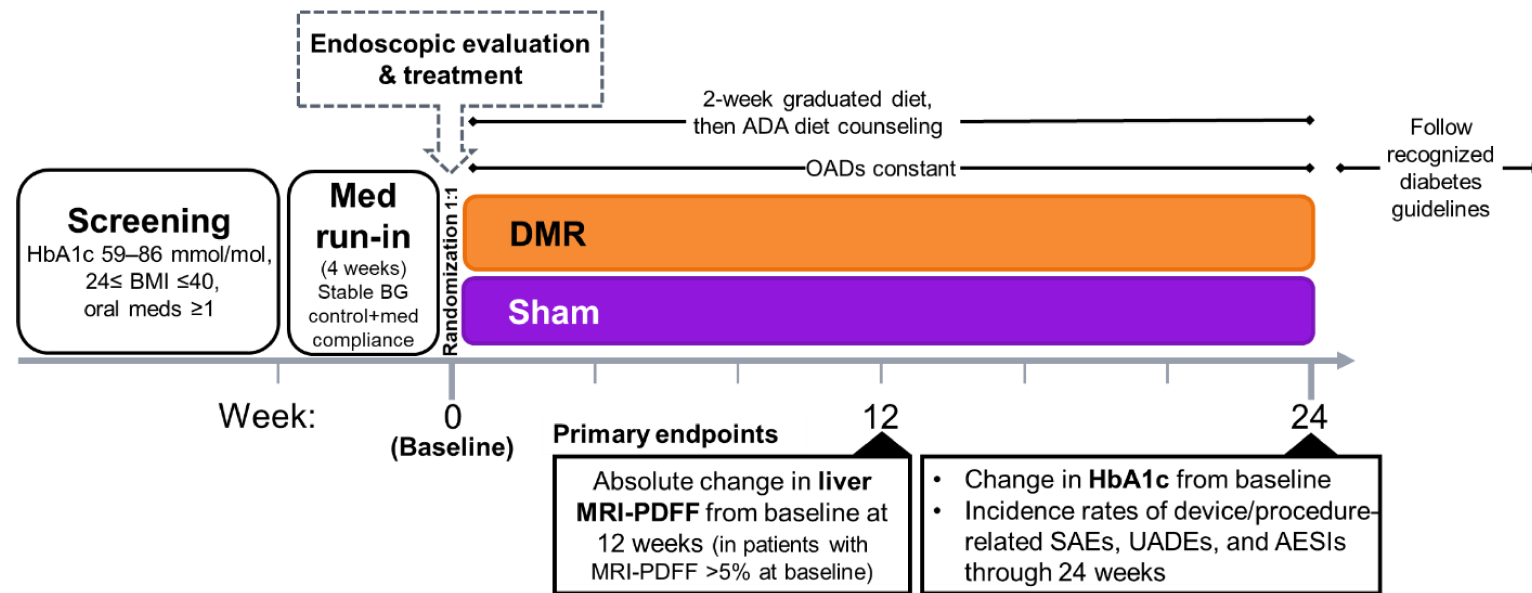 Endoscopic evaluation
& treatment
2-week graduated diet,
then ADA diet counseling
OADs constant
Follow
recognized
diabetes
guidelines
Screening
HbA1c 59–86 mmol/mol,
24≤ BMI ≤40,
oral meds ≥1
Med
run-in
(4 weeks)
Stable BG
control+med
compliance
Randomization 1:1
DMR
Sham
Week:
0
(Baseline)
12
24
Primary endpoints
Absolute change in liver
MRI-PDFF from baseline at
12 weeks (in patients with
MRI-PDFF >5% at baseline)
• Change in HbA1c from baseline
• Incidence rates of device/procedure-
related SAEs, UADEs, and AESIs
through 24 weeks